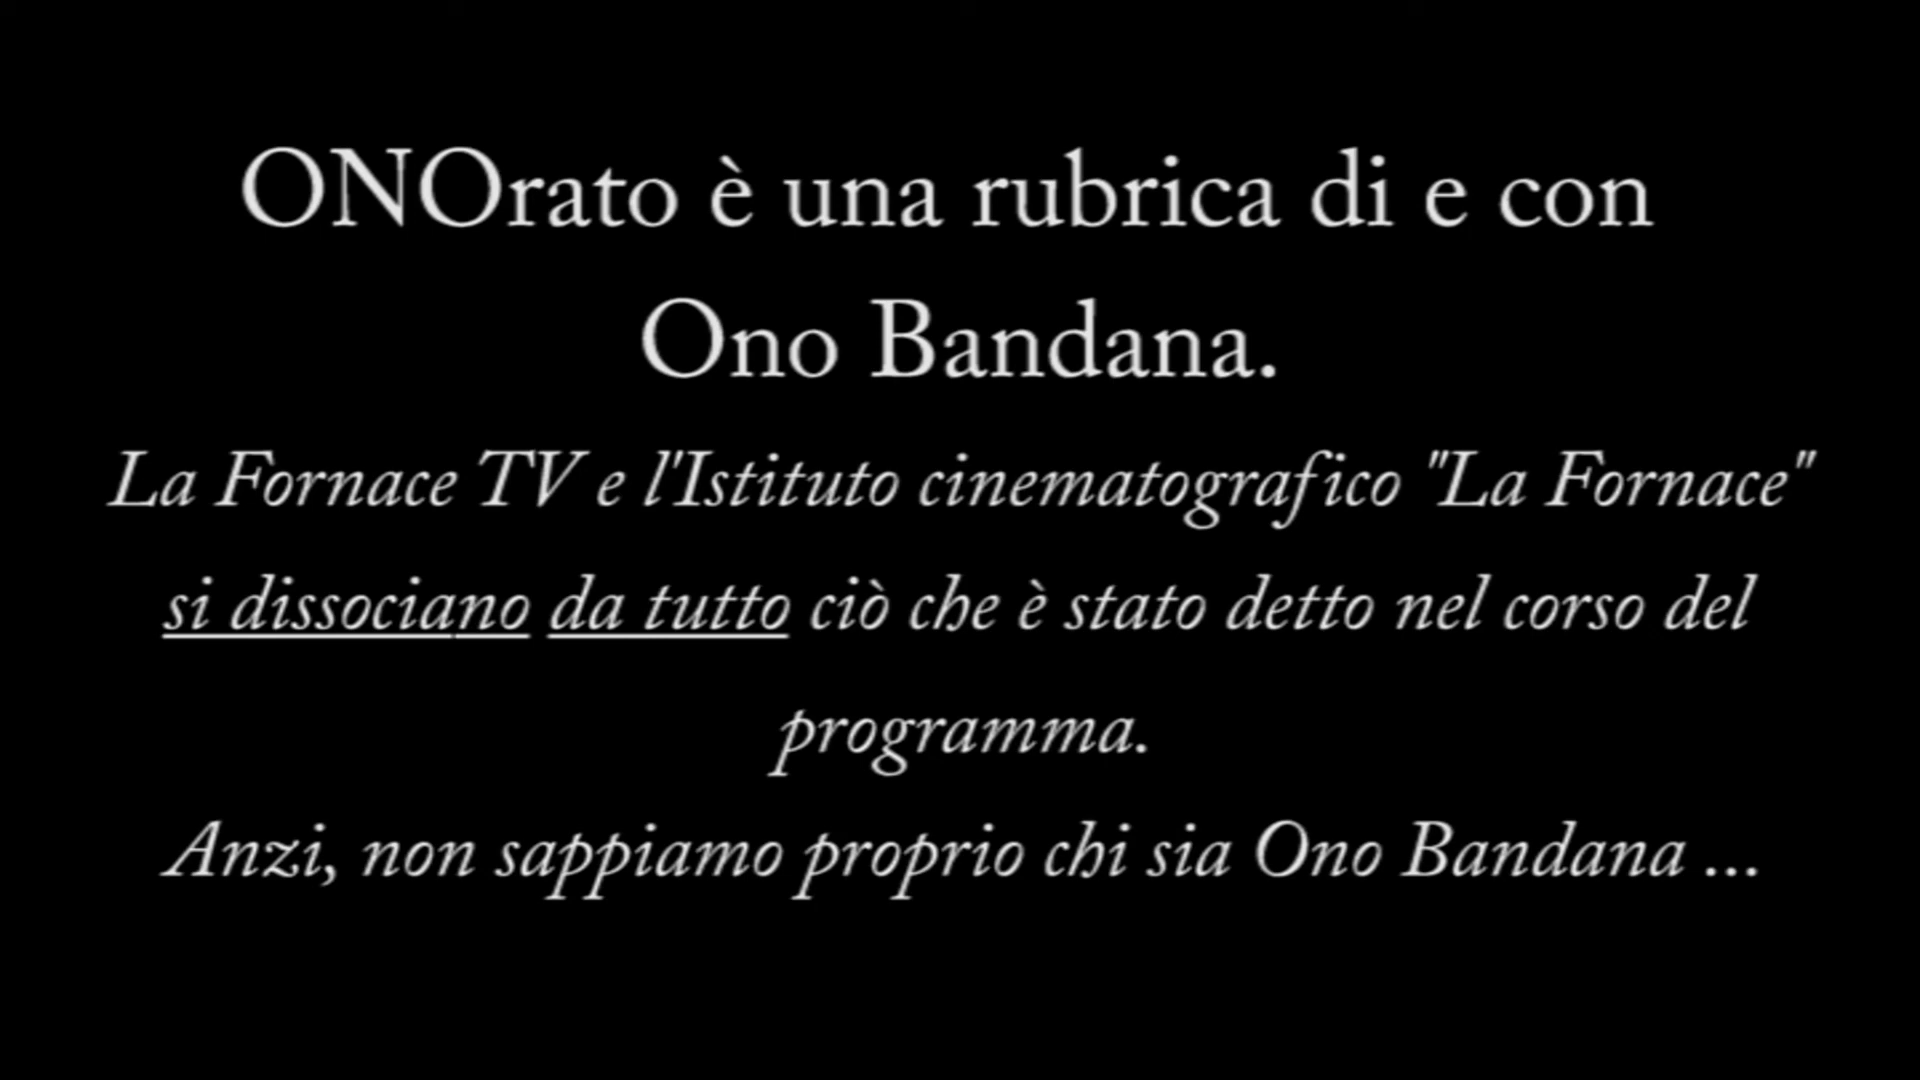 ONOrato è una rubrica di e con
Ono Bandana.
La Fornace TV e l'Istituto cinematografico "La Fornace"
si dissociano da tutto ciò che è stato detto nel corso del
programma.
Anzi, non sappiamo proprio chi sia Ono Bandana ...